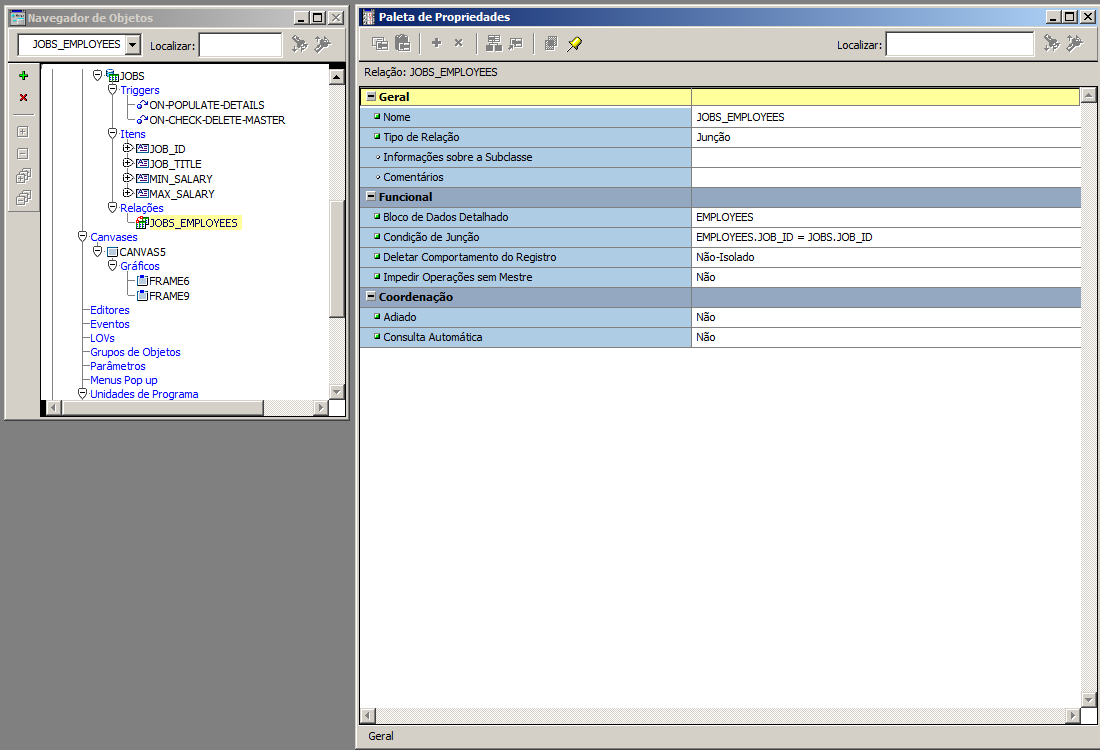 Navegador de Objetos
JOBS_EMPLOYEES
Localizar:
JOBS
Triggers
ON-POPULATE-DETAILS
ON-CHECK-DELETE-MASTER
Itens
JOB_ID
JOB_TITLE
MIN_SALARY
MAX_SALARY
Relações
JOBS_EMPLOYEES
Canvases
CANVAS5
Gráficos
FRAME6
FRAME9
Editores
Eventos
LOVs
Grupos de Objetos
Parâmetros
Menus Pop up
Unidades de Programa
Paleta de Propriedades
Localizar:
Relação: JOBS_EMPLOYEES
Geral
Nome JOBS_EMPLOYEES
Tipo de Relação Junção
Informações sobre a Subclasse
Comentários
Funcional
Bloco de Dados Detalhado EMPLOYEES
Condição de Junção EMPLOYEES.JOB_ID = JOBS.JOB_ID
Deletar Comportamento do Registro Não-Isolado
Impedir Operações sem Mestre Não
Coordenação
Adiado Não
Consulta Automática Não
Geral